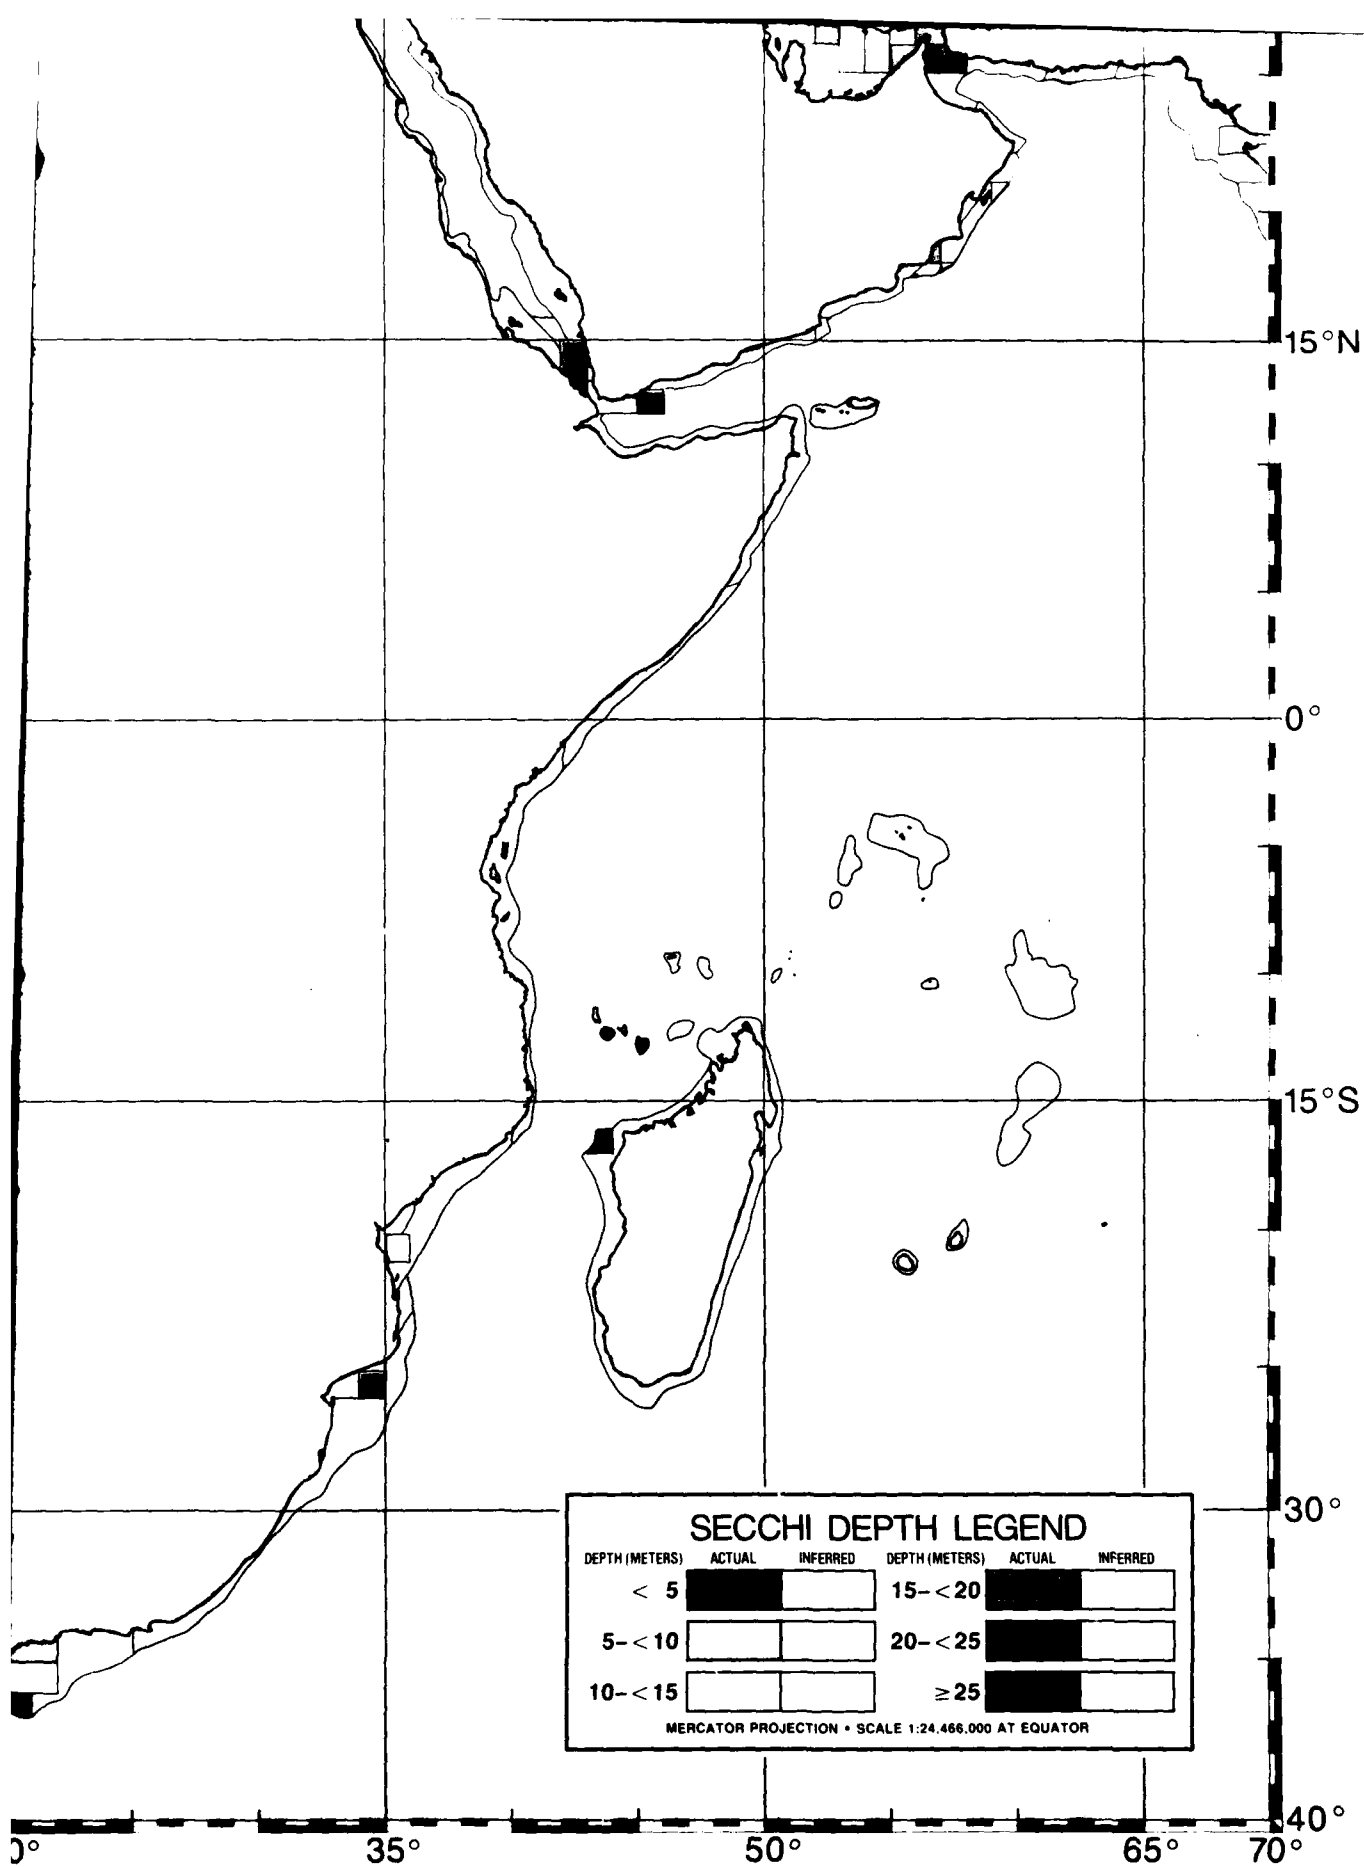 15°N
0°
15°S
30°
SECCHI DEPTH LEGEND
DEPTH (METERS) ACTUAL INFERRED DEPTH (METERS) ACTUAL INFERRED
< 5 15-<20
5-<10 20-<25
10-<15 ≥25
MERCATOR PROJECTION • SCALE 1:24,466,000 AT EQUATOR
40°
0° 35° 50° 65° 70°